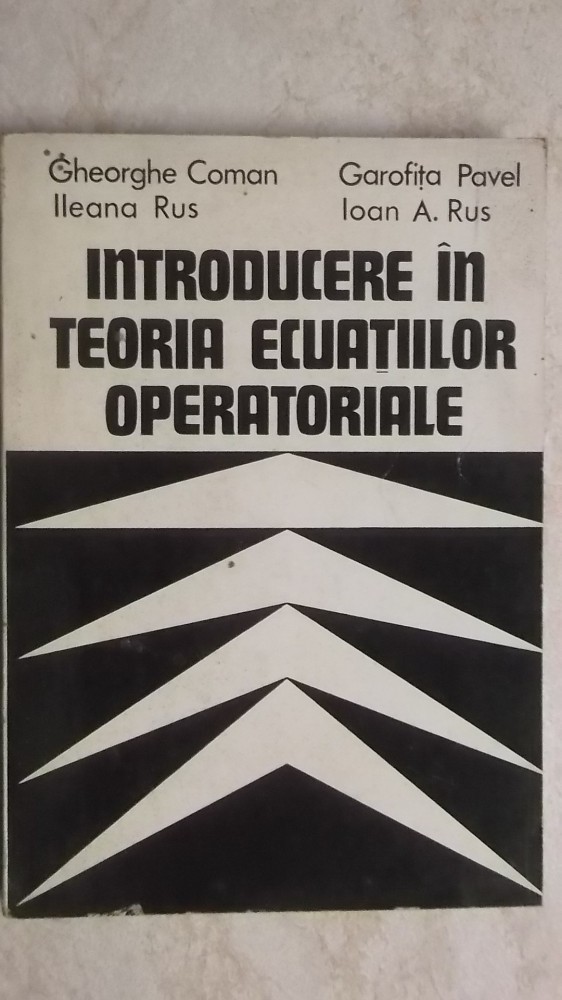 Gheorghe Coman
Ileana Rus
Garofița Pavel
Ioan A. Rus
INTRODUCERE ÎN
TEORIA ECUAȚIILOR
OPERATORIALE